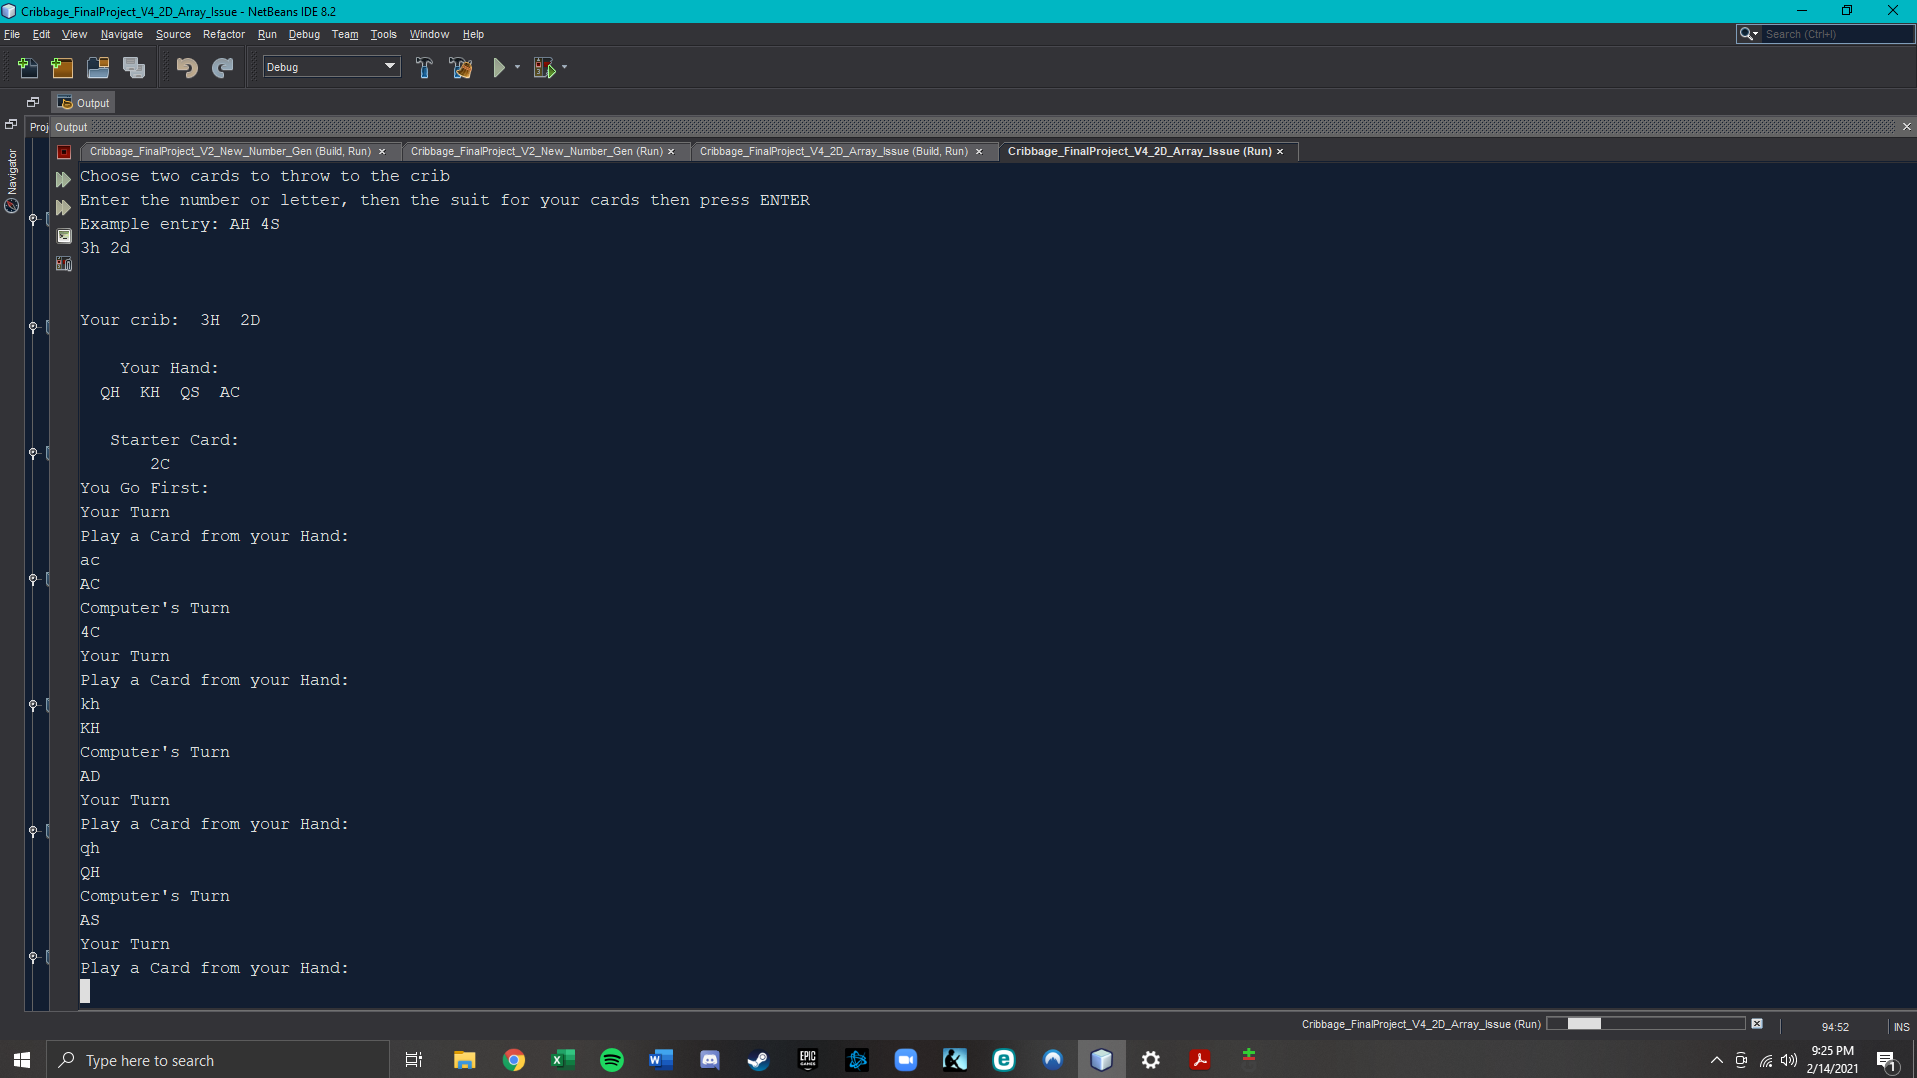 Cribbage_FinalProject_V4_2D_Array_Issue - NetBeans IDE 8.2
File Edit View Navigate Source Refactor Run Debug Team Tools Window Help
Search (Ctrl+I)
Debug
Output
Proj
Output
Navigator
Cribbage_FinalProject_V2_New_Number_Gen (Build, Run) Cribbage_FinalProject_V2_New_Number_Gen (Run) Cribbage_FinalProject_V4_2D_Array_Issue (Build, Run) Cribbage_FinalProject_V4_2D_Array_Issue (Run)
Choose two cards to throw to the crib
Enter the number or letter, then the suit for your cards then press ENTER
Example entry: AH 4S
3h 2d
Your crib:  3H  2D
Your Hand:
QH  KH  QS  AC
Starter Card:
2C
You Go First:
Your Turn
Play a Card from your Hand:
ac
AC
Computer's Turn
4C
Your Turn
Play a Card from your Hand:
kh
KH
Computer's Turn
AD
Your Turn
Play a Card from your Hand:
qh
QH
Computer's Turn
AS
Your Turn
Play a Card from your Hand:
Cribbage_FinalProject_V4_2D_Array_Issue (Run)
94:52
INS
Type here to search
EPIC GAMES
9:25 PM
2/14/2021
1